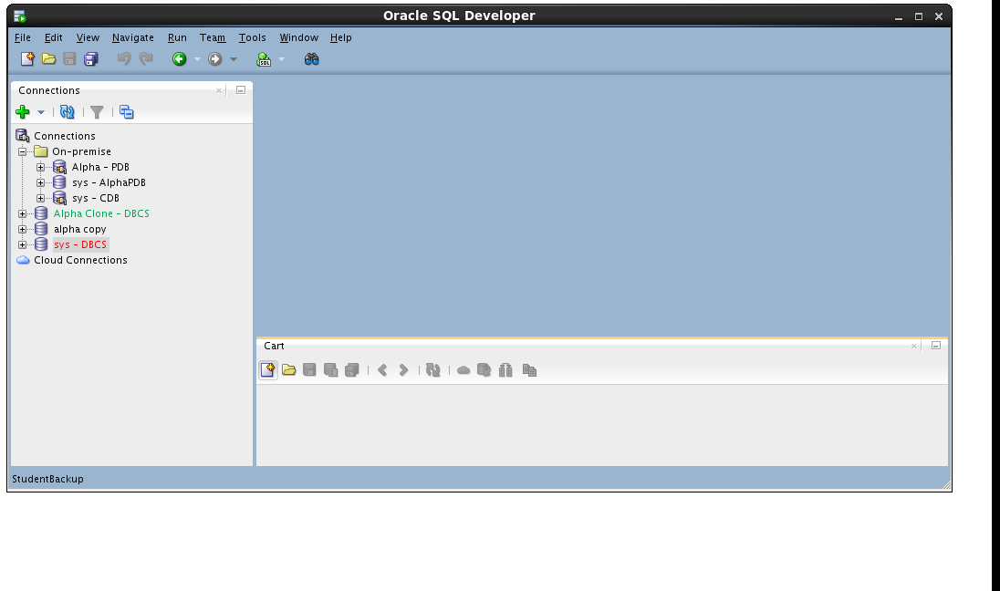 Oracle SQL Developer
File Edit View Navigate Run Team Tools Window Help
SQL
Connections
Connections
On-premise
Alpha - PDB
sys - AlphaPDB
sys - CDB
Alpha Clone - DBCS
alpha copy
sys - DBCS
Cloud Connections
Cart
StudentBackup